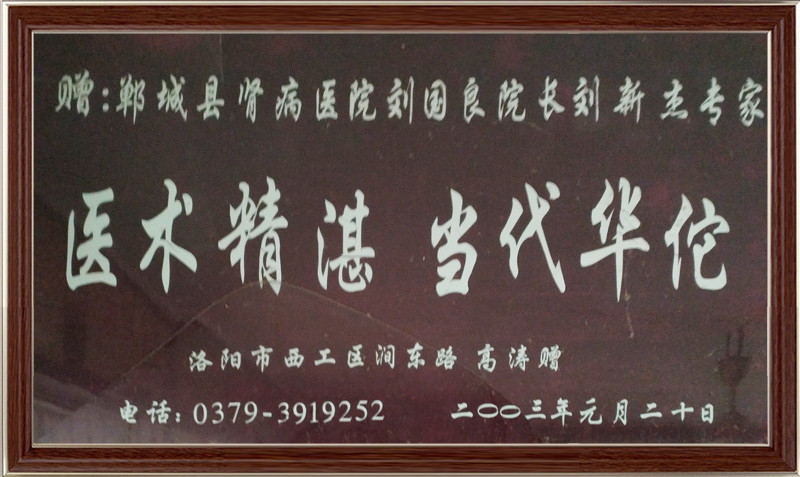 赠:郸城县肾病医院刘国良院长刘新杰专家
医术精湛 当代华佗
洛阳市西工区涧东路 高涛赠
电话:0379-3919252 二〇〇三年元月二十日